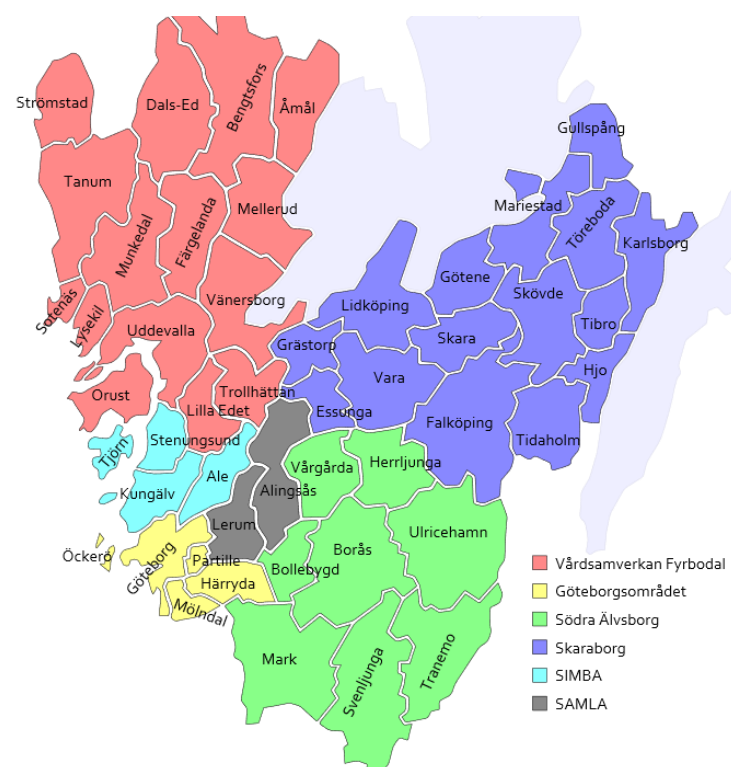 Strömstad
Dals-Ed
Bengtsfors
Åmål
Gullspång
Tanum
Munkedal
Färgelanda
Mellerud
Mariestad
Töreboda
Karlsborg
Sotenäs
Lysekil
Vänersborg
Lidköping
Götene
Skövde
Uddevalla
Grästorp
Skara
Tibro
Orust
Lilla Edet
Trollhättan
Essunga
Vara
Falköping
Hjo
Tidaholm
Tjörn
Stenungsund
Kungälv
Ale
Alingsås
Vårgårda
Herrljunga
Lerum
Öckerö
Göteborg
Partille
Härryda
Mölndal
Bollebygd
Borås
Ulricehamn
Mark
Svenljunga
Tranemo
Vårdsamverkan Fyrbodal
Göteborgsområdet
Södra Älvsborg
Skaraborg
SIMBA
SAMLA